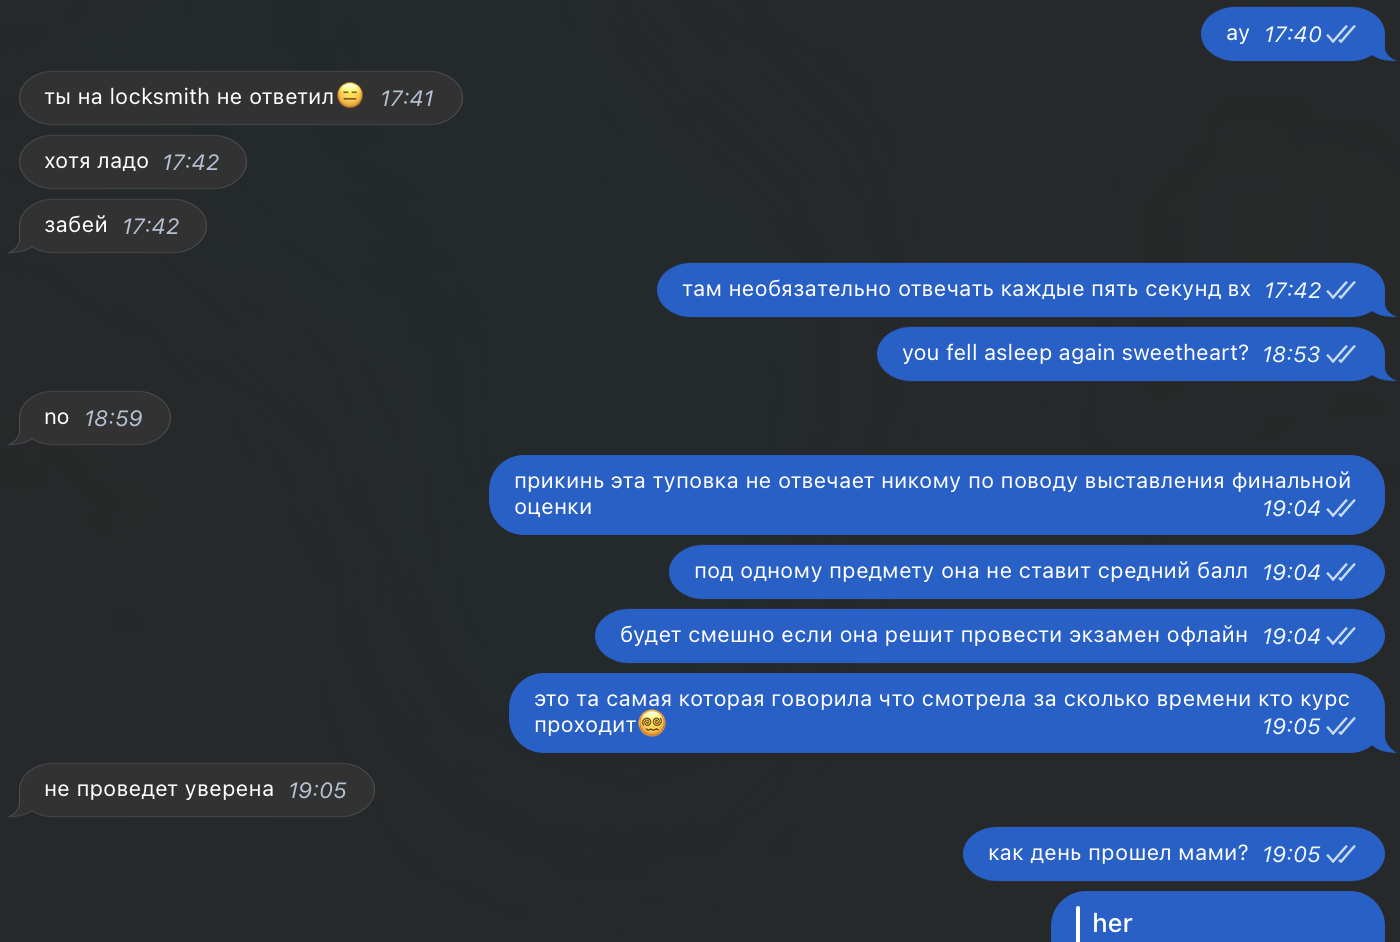 ау 17:40
ты на locksmith не ответил😑 17:41
хотя ладо 17:42
забей 17:42
там необязательно отвечать каждые пять секунд вх 17:42
you fell asleep again sweetheart? 18:53
no 18:59
прикинь эта туповка не отвечает никому по поводу выставления финальной
оценки 19:04
под одному предмету она не ставит средний балл 19:04
будет смешно если она решит провести экзамен офлайн 19:04
это та самая которая говорила что смотрела за сколько времени кто курс
проходит😵‍💫 19:05
не проведет уверена 19:05
как день прошел мами? 19:05
her